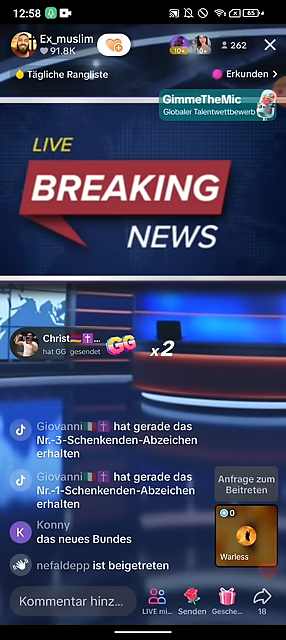 12:58
65
Ex_muslim
91.8K
10+
10+
262
Tägliche Rangliste
Erkunden >
GimmeTheMic
Globaler Talentwettbewerb
LIVE
BREAKING
NEWS
Christ🇩🇪✝️...
hat GG gesendet
GG
x2
Giovanni🇮🇹✝️ hat gerade das
Nr.-3-Schenkenden-Abzeichen
erhalten
Giovanni🇮🇹✝️ hat gerade das
Nr.-1-Schenkenden-Abzeichen
erhalten
Anfrage zum
Beitreten
0
Warless
K
Konny
das neues Bundes
nefaldepp ist beigetreten
Kommentar hinz...
LIVE mi...
Senden
Gesche...
18